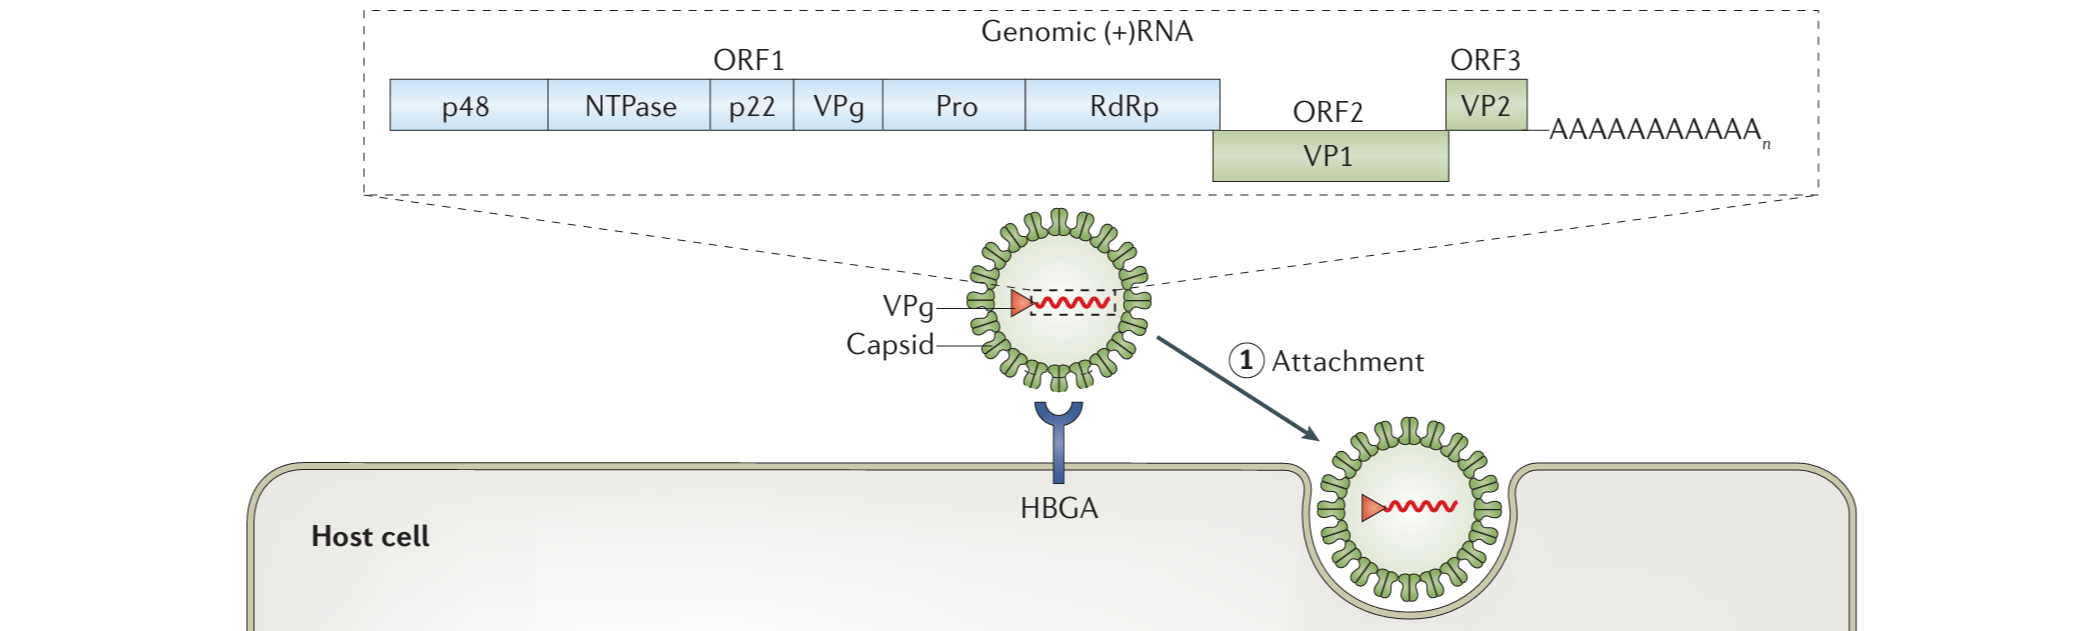 Genomic (+)RNA
ORF1
ORF3
p48
NTPase
p22
VPg
Pro
RdRp
ORF2
VP2
VP1
AAAAAAAAAAAn
VPg
Capsid
1 Attachment
HBGA
Host cell